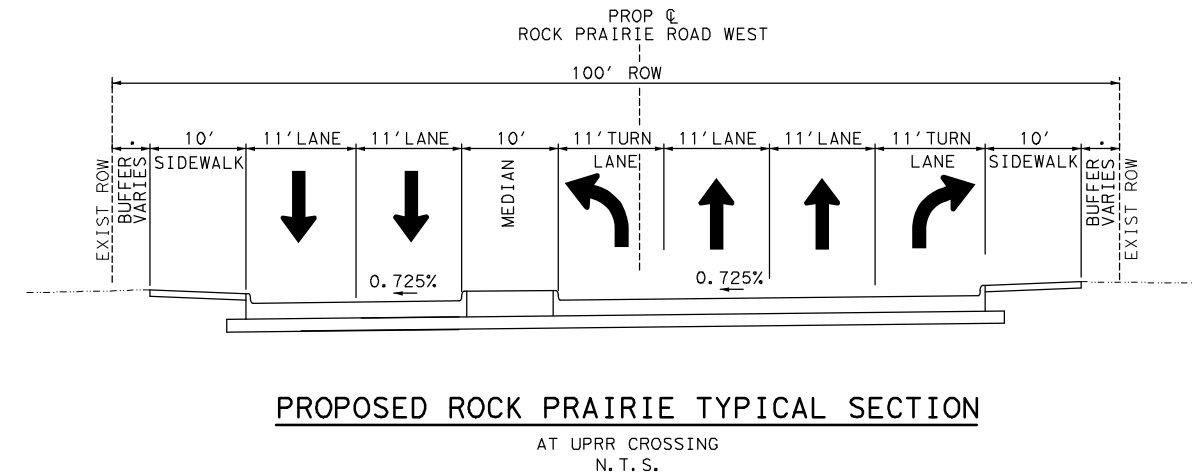 PROP ℄
ROCK PRAIRIE ROAD WEST
100' ROW
10' 11' LANE 11' LANE 10' 11' TURN 11' LANE 11' LANE 11' TURN 10'
SIDEWALK LANE LANE SIDEWALK
EXIST ROW
BUFFER
VARIES
MEDIAN
BUFFER
VARIES
EXIST ROW
0.725% 0.725%
PROPOSED ROCK PRAIRIE TYPICAL SECTION
AT UPRR CROSSING
N.T.S.